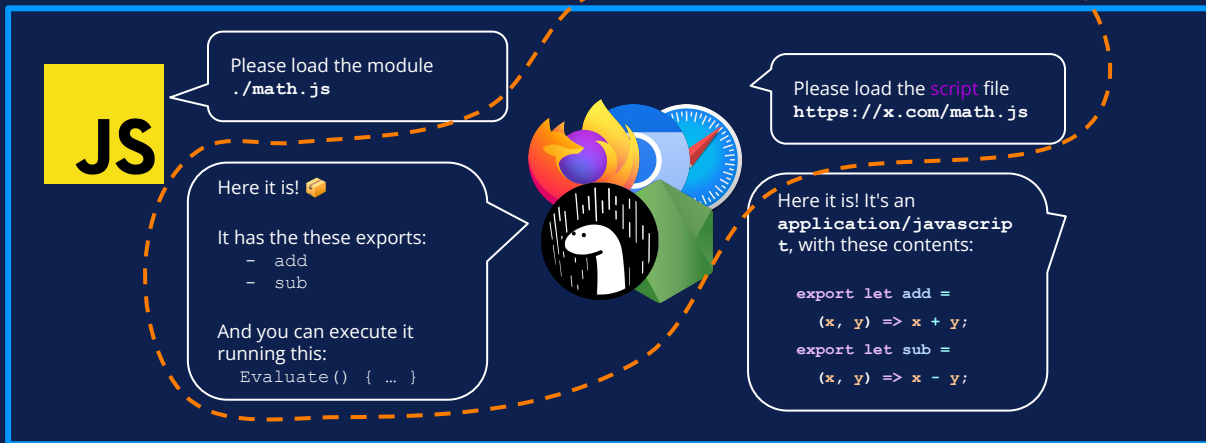 JS
Please load the module
./math.js
Here it is! 📦
It has the these exports:
- add
- sub
And you can execute it
running this:
Evaluate() { … }
Please load the script file
https://x.com/math.js
Here it is! It's an
application/javascrip
t, with these contents:
export let add =
(x, y) => x + y;
export let sub =
(x, y) => x - y;